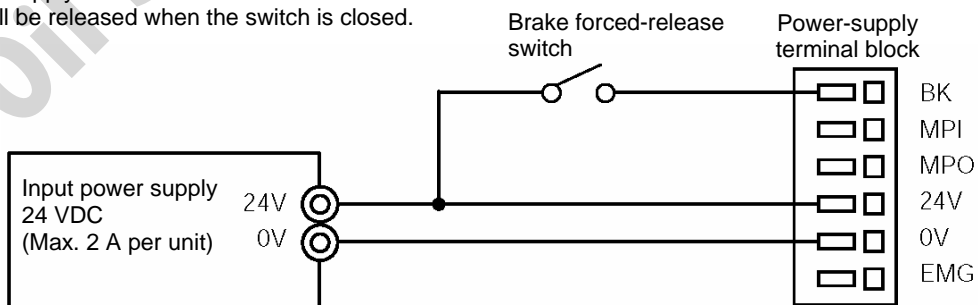 ll be released when the switch is closed.
Brake forced-release
switch
Power-supply
terminal block
BK
MPI
MPO
24V
0V
EMG
Input power supply
24 VDC
(Max. 2 A per unit)
24V
0V